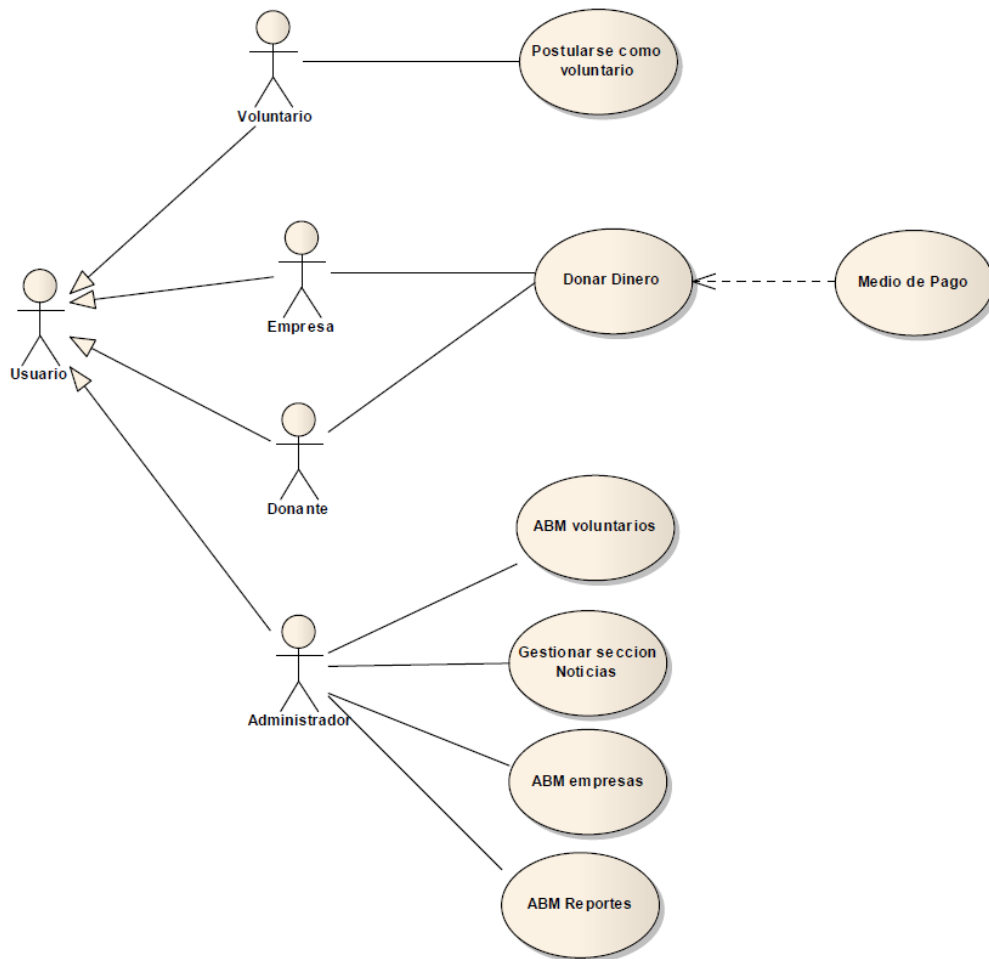 Postularse como
voluntario
Voluntario
Empresa
Donar Dinero
Medio de Pago
Usuario
Donante
ABM voluntarios
Gestionar seccion
Noticias
Administrador
ABM empresas
ABM Reportes